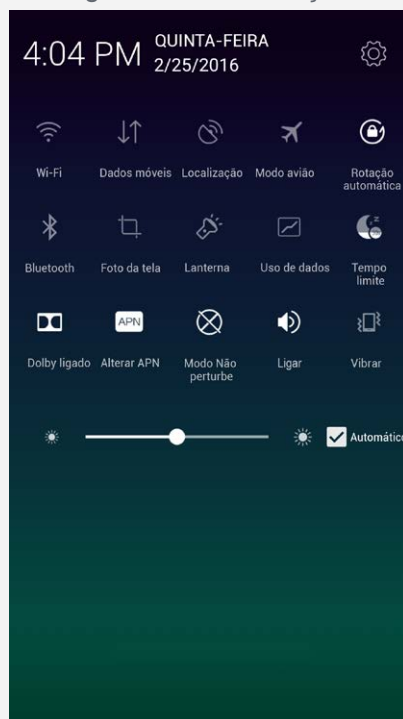 4:04 PM
QUINTA-FEIRA
2/25/2016
Wi-Fi
Dados móveis
Localização
Modo avião
Rotação
automática
Bluetooth
Foto da tela
Lanterna
Uso de dados
Tempo
limite
Dolby ligado
APN
Alterar APN
Modo Não
perturbe
Ligar
Vibrar
Automático